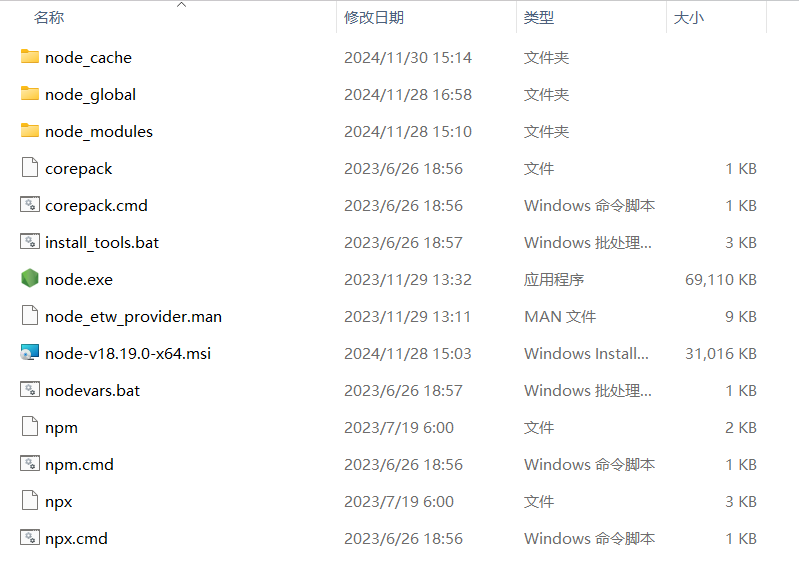 名称 修改日期 类型 大小
node_cache 2024/11/30 15:14 文件夹
node_global 2024/11/28 16:58 文件夹
node_modules 2024/11/28 15:10 文件夹
corepack 2023/6/26 18:56 文件 1 KB
corepack.cmd 2023/6/26 18:56 Windows 命令脚本 1 KB
install_tools.bat 2023/6/26 18:57 Windows 批处理... 3 KB
node.exe 2023/11/29 13:32 应用程序 69,110 KB
node_etw_provider.man 2023/11/29 13:11 MAN 文件 9 KB
node-v18.19.0-x64.msi 2024/11/28 15:03 Windows Install... 31,016 KB
nodevars.bat 2023/6/26 18:57 Windows 批处理... 1 KB
npm 2023/7/19 6:00 文件 2 KB
npm.cmd 2023/6/26 18:56 Windows 命令脚本 1 KB
npx 2023/7/19 6:00 文件 3 KB
npx.cmd 2023/6/26 18:56 Windows 命令脚本 1 KB